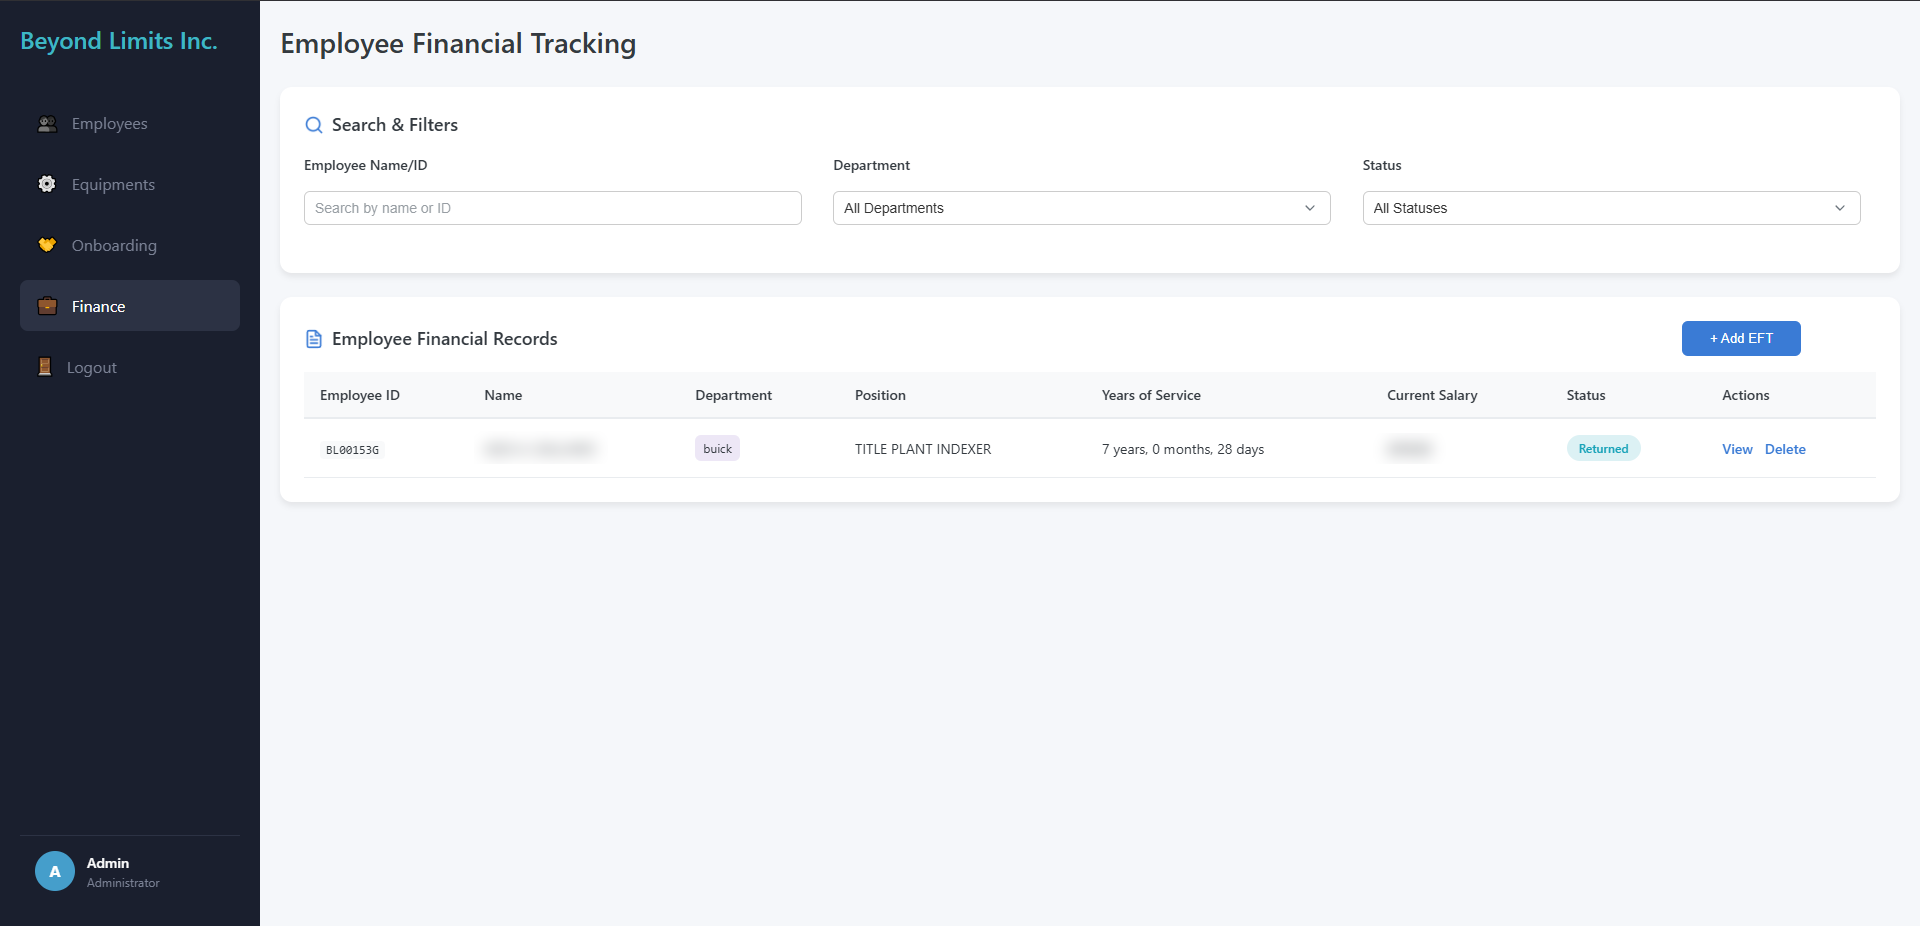 Beyond Limits Inc.
Employees
Equipments
Onboarding
Finance
Logout
A
Admin
Administrator
Employee Financial Tracking
Search & Filters
Employee Name/ID
Department
Status
Search by name or ID
All Departments
All Statuses
Employee Financial Records
+ Add EFT
Employee ID Name Department Position Years of Service Current Salary Status Actions
BL00153G buick TITLE PLANT INDEXER 7 years, 0 months, 28 days Returned View Delete